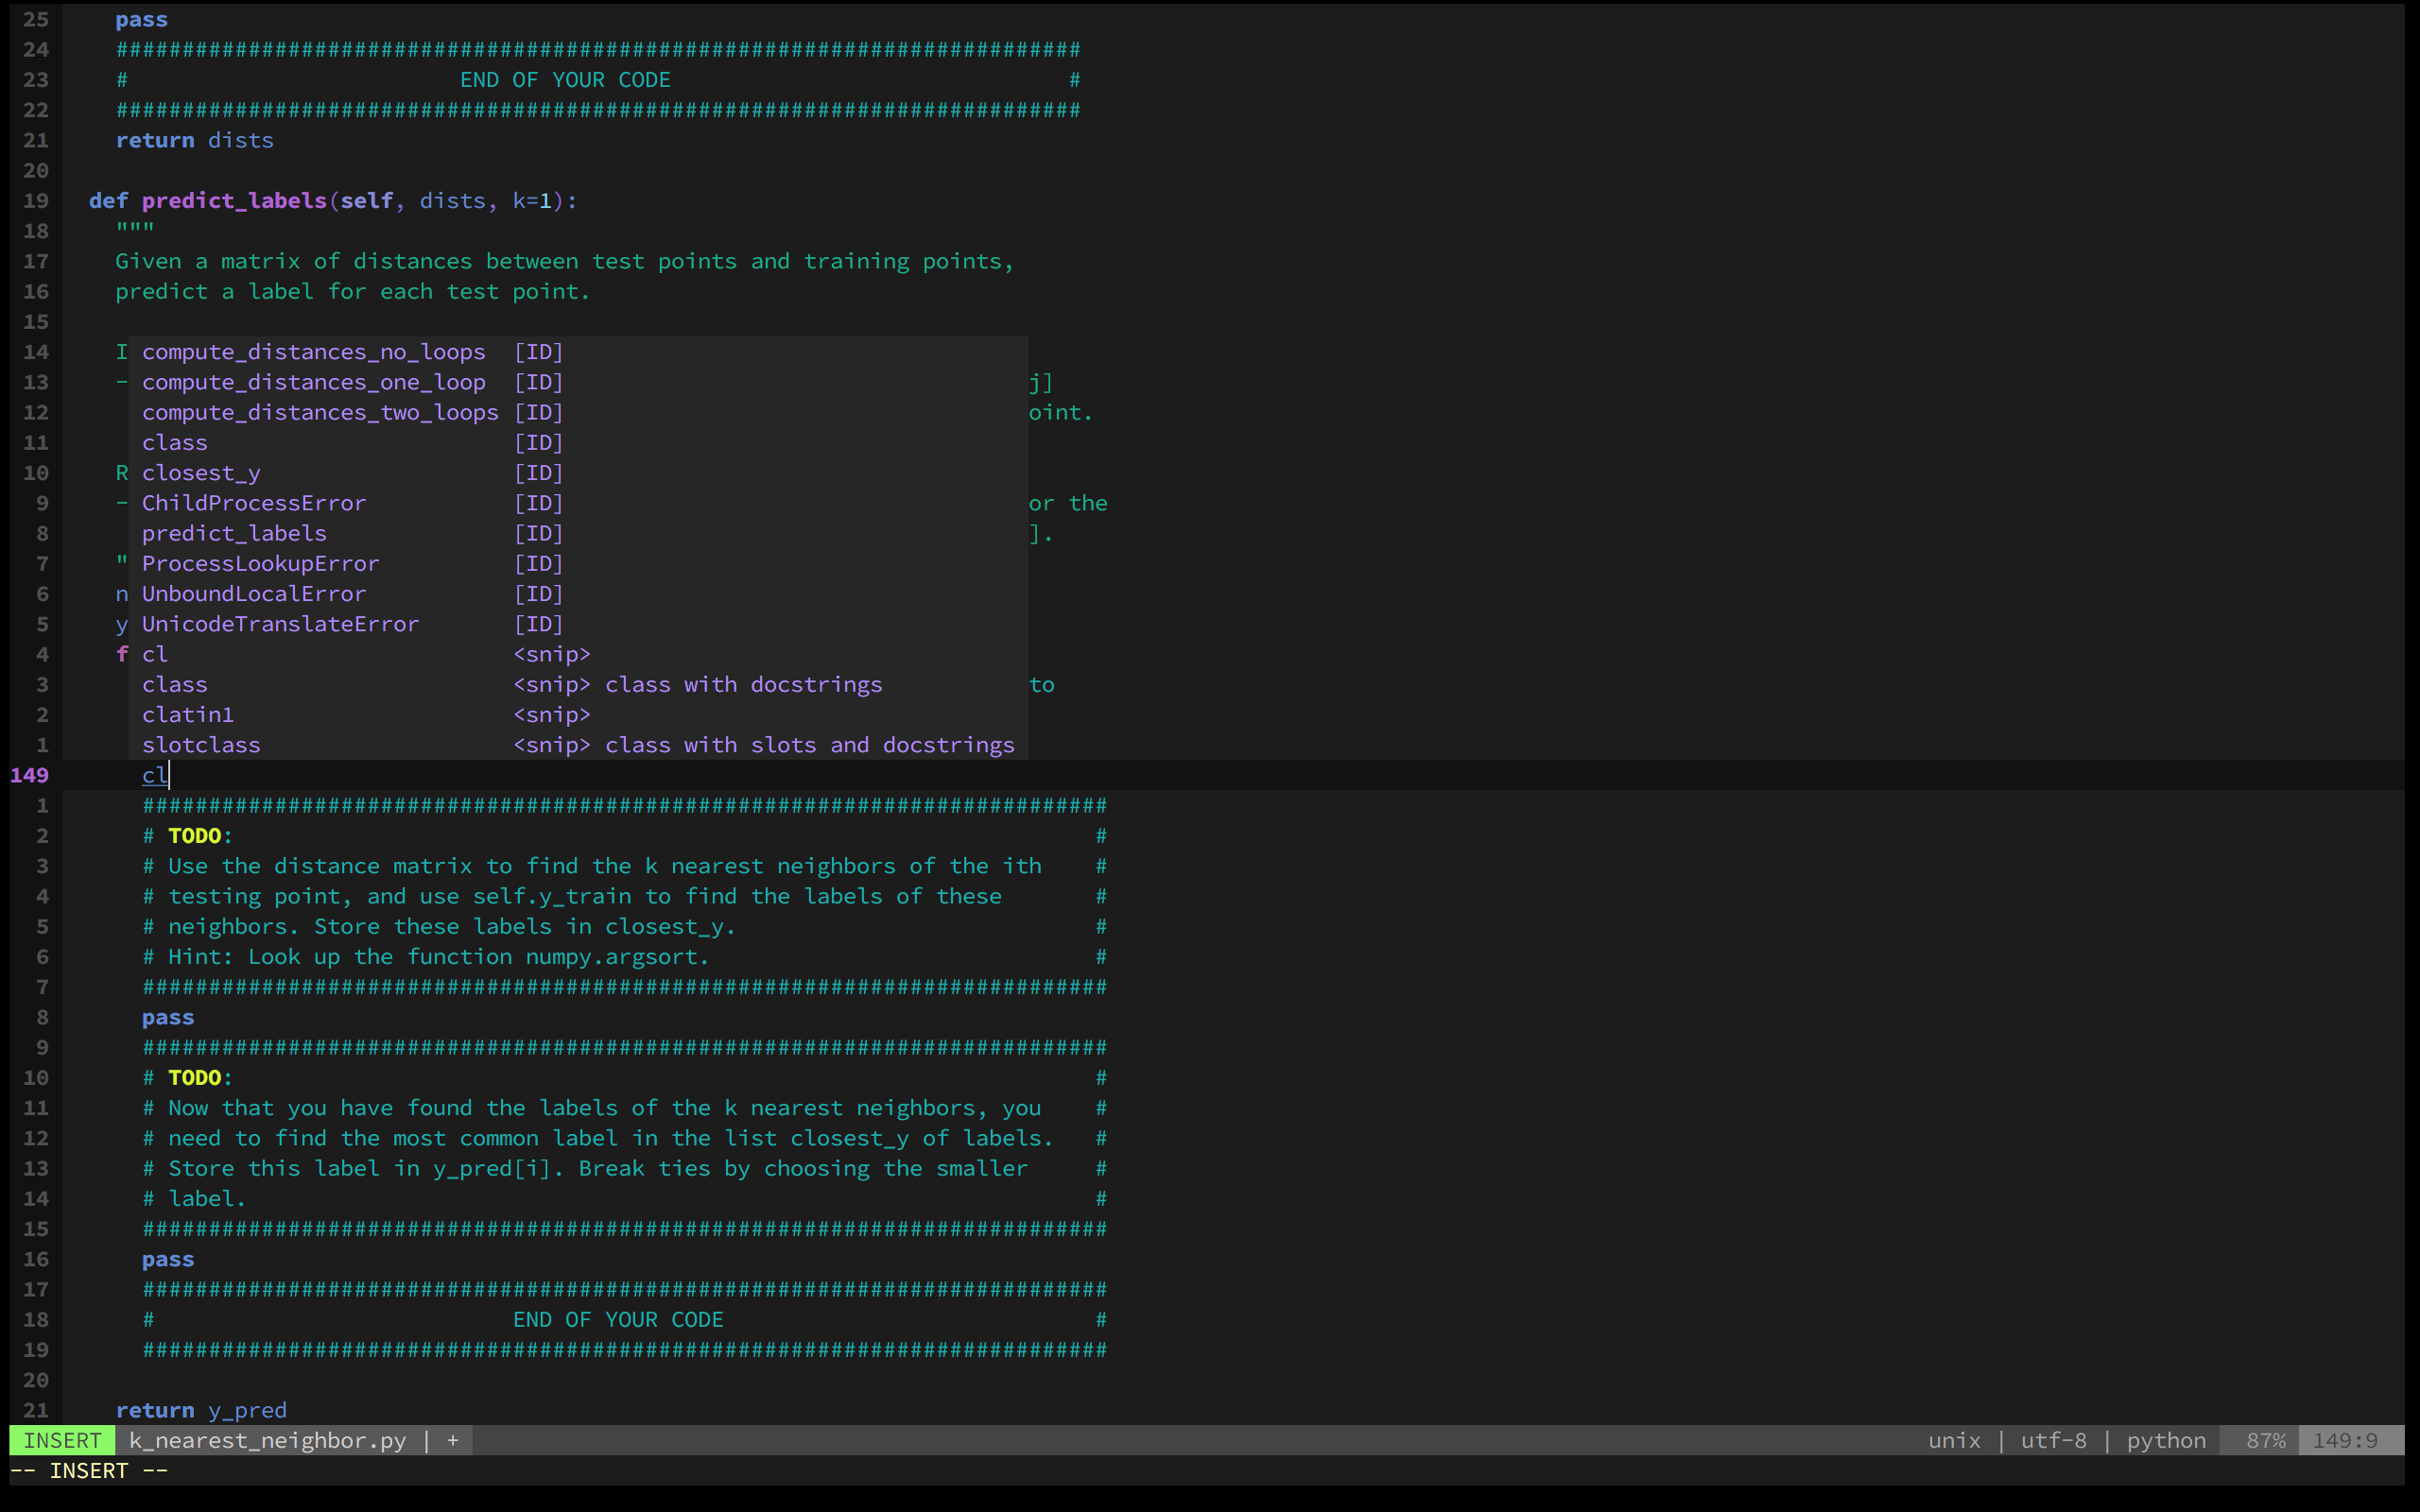 25 pass
24 #########################################################################
23 # END OF YOUR CODE #
22 #########################################################################
21 return dists
20
19 def predict_labels(self, dists, k=1):
18 """
17 Given a matrix of distances between test points and training points,
16 predict a label for each test point.
15
14 I compute_distances_no_loops [ID]
13 - compute_distances_one_loop [ID] j]
12 compute_distances_two_loops [ID] oint.
11 class [ID]
10 R closest_y [ID]
9 - ChildProcessError [ID] or the
8 predict_labels [ID] ].
7 " ProcessLookupError [ID]
6 n UnboundLocalError [ID]
5 y UnicodeTranslateError [ID]
4 f cl <snip>
3 class <snip> class with docstrings to
2 clatin1 <snip>
1 slotclass <snip> class with slots and docstrings
149 cl
1 #########################################################################
2 # TODO: #
3 # Use the distance matrix to find the k nearest neighbors of the ith #
4 # testing point, and use self.y_train to find the labels of these #
5 # neighbors. Store these labels in closest_y. #
6 # Hint: Look up the function numpy.argsort. #
7 #########################################################################
8 pass
9 #########################################################################
10 # TODO: #
11 # Now that you have found the labels of the k nearest neighbors, you #
12 # need to find the most common label in the list closest_y of labels. #
13 # Store this label in y_pred[i]. Break ties by choosing the smaller #
14 # label. #
15 #########################################################################
16 pass
17 #########################################################################
18 # END OF YOUR CODE #
19 #########################################################################
20
21 return y_pred
INSERT k_nearest_neighbor.py | + unix | utf-8 | python 87% 149:9
-- INSERT --